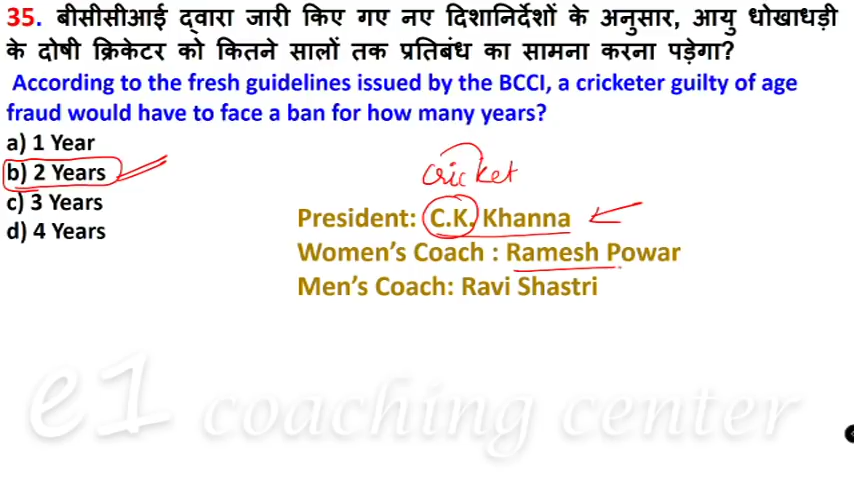 35. बीसीसीआई द्वारा जारी किए गए नए दिशानिर्देशों के अनुसार, आयु धोखाधड़ी
के दोषी क्रिकेटर को कितने सालों तक प्रतिबंध का सामना करना पड़ेगा?
According to the fresh guidelines issued by the BCCI, a cricketer guilty of age
fraud would have to face a ban for how many years?
a) 1 Year
b) 2 Years
c) 3 Years
d) 4 Years
cricket
President: C.K. Khanna
Women's Coach : Ramesh Powar
Men's Coach: Ravi Shastri
e1 coaching center